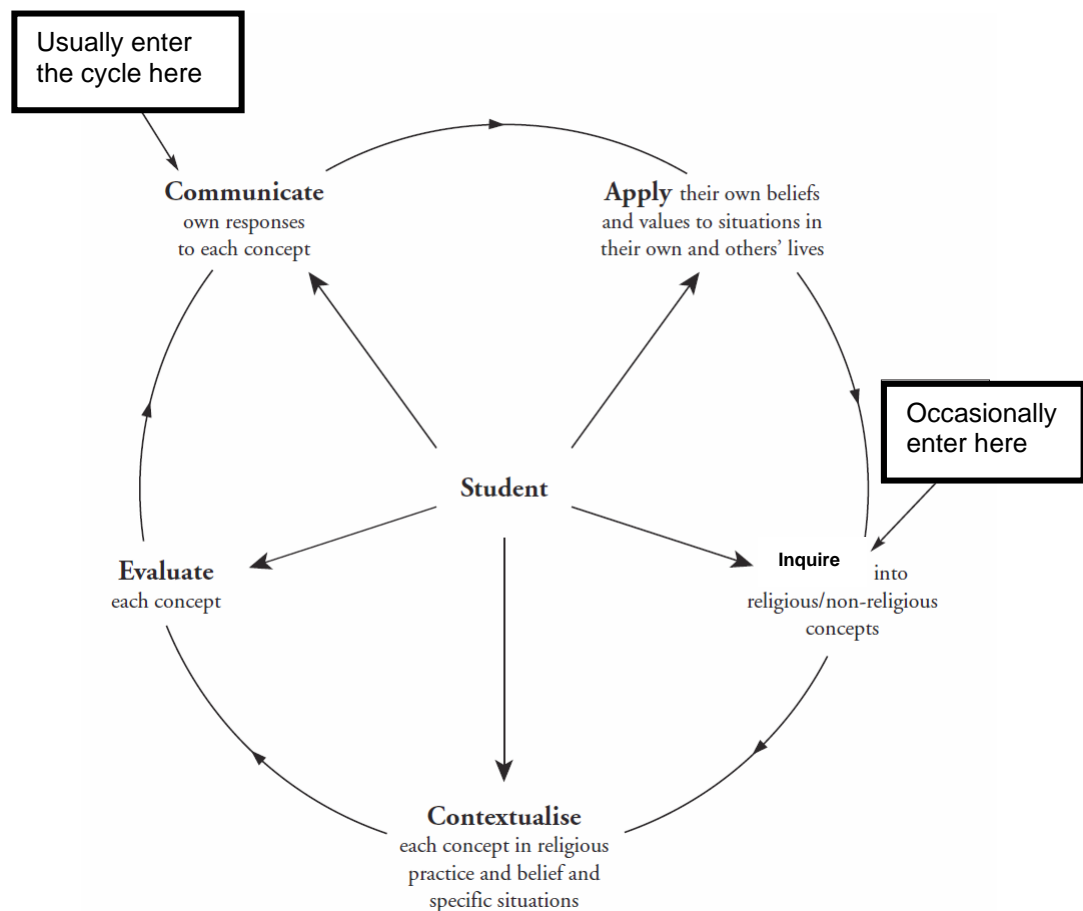 Usually enter
the cycle here
Communicate
own responses
to each concept
Apply their own beliefs
and values to situations in
their own and others’ lives
Occasionally
enter here
Student
Inquire into
religious/non-religious
concepts
Evaluate
each concept
Contextualise
each concept in religious
practice and belief and
specific situations